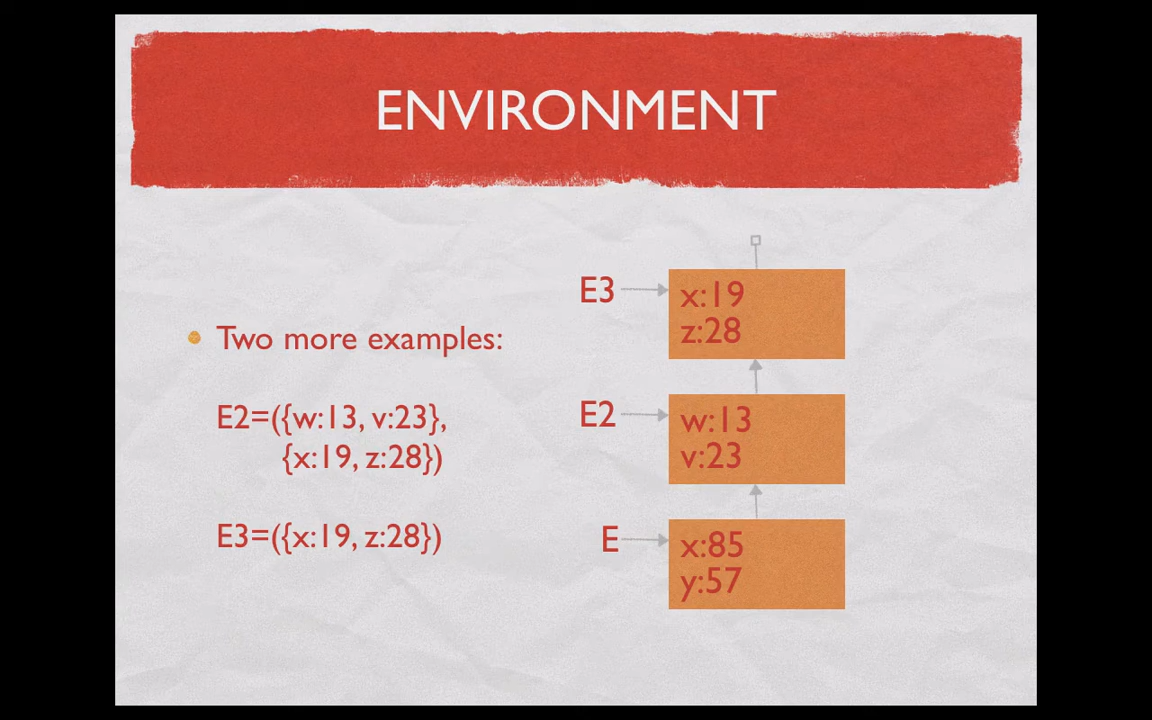 ENVIRONMENT
Two more examples:
E2=({w:13, v:23},
{x:19, z:28})
E3=({x:19, z:28})
E3
x:19
z:28
E2
w:13
v:23
E
x:85
y:57